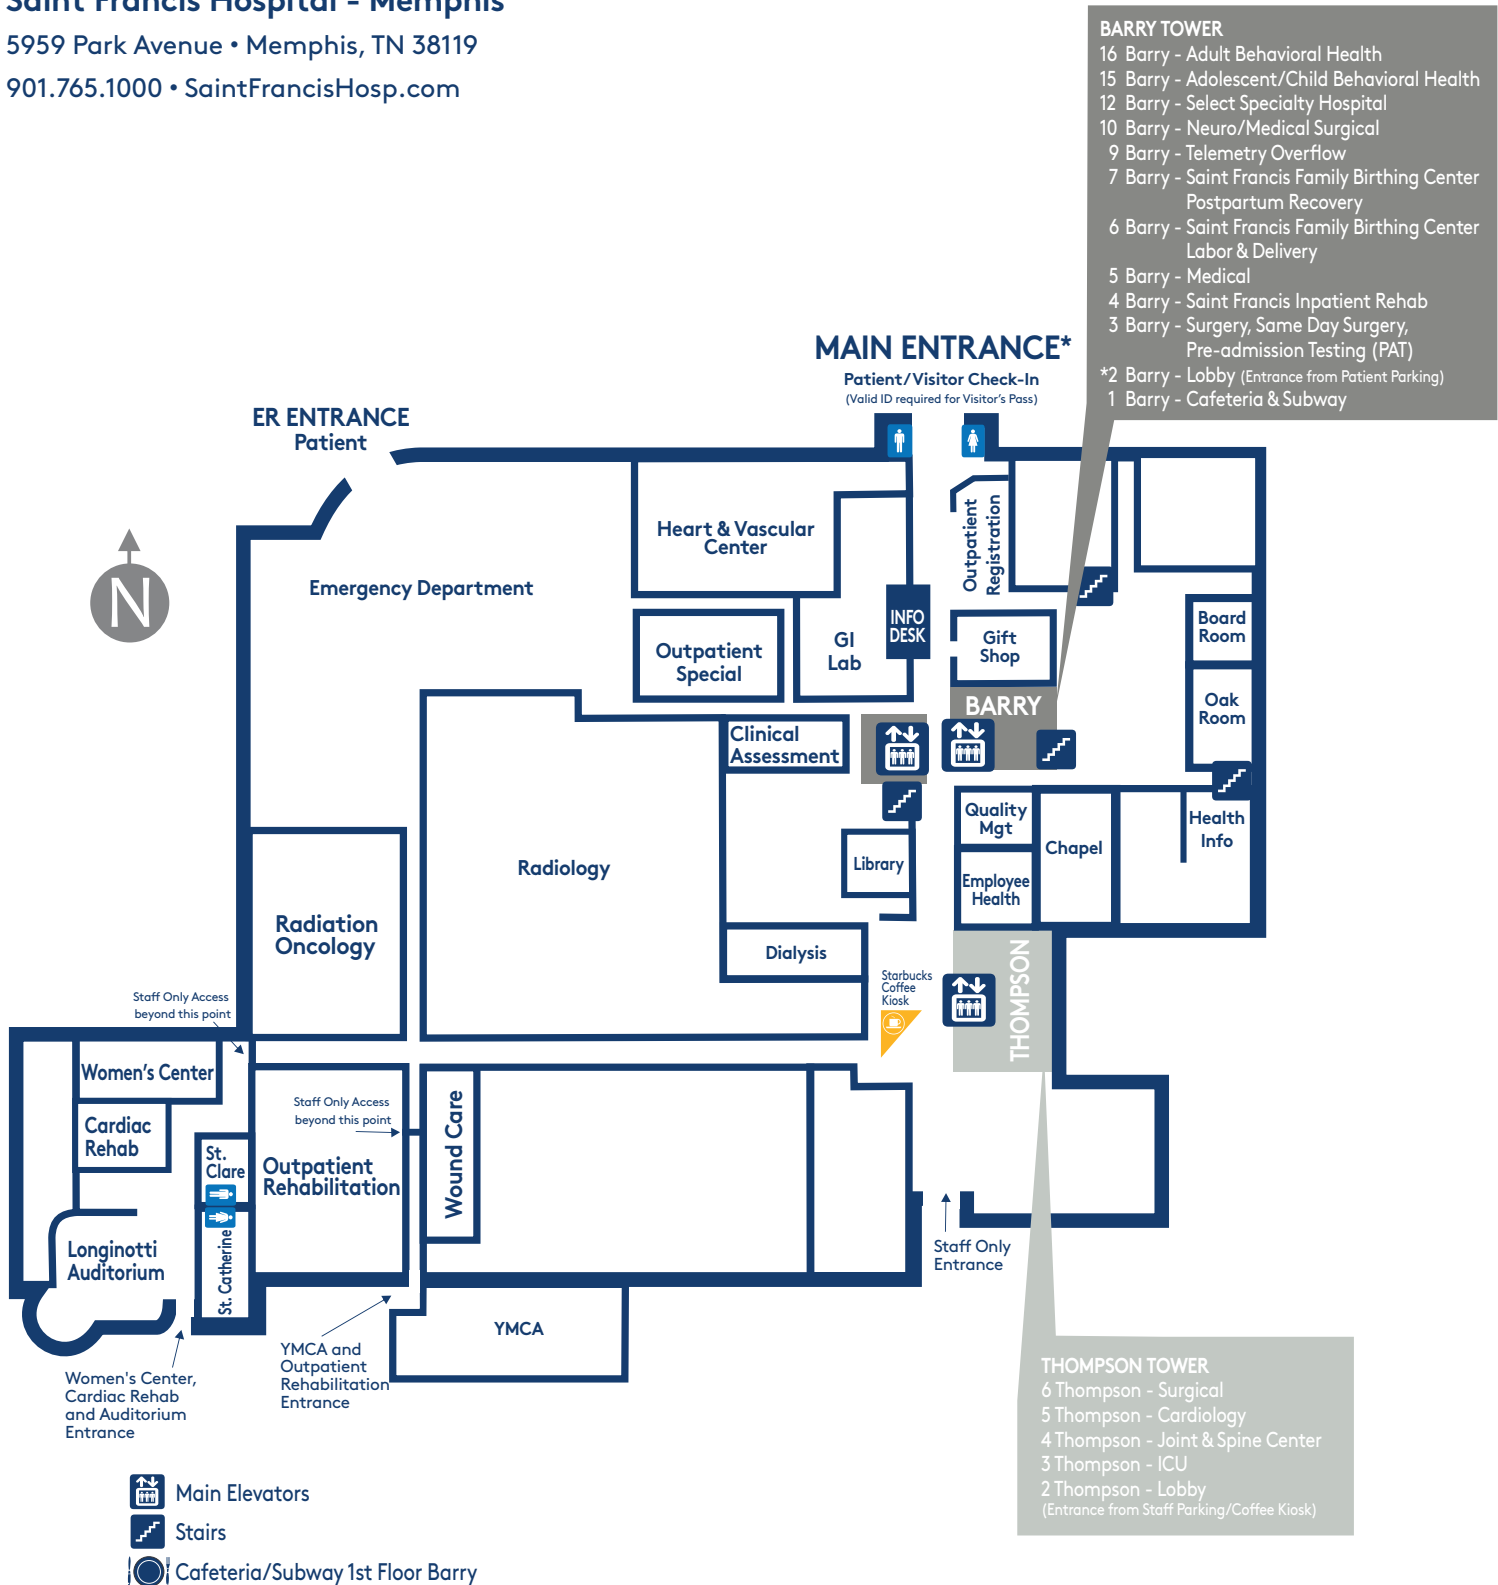 Saint Francis Hospital - Memphis
5959 Park Avenue • Memphis, TN 38119
901.765.1000 • SaintFrancisHosp.com
BARRY TOWER
16 Barry - Adult Behavioral Health
15 Barry - Adolescent/Child Behavioral Health
12 Barry - Select Specialty Hospital
10 Barry - Neuro/Medical Surgical
9 Barry - Telemetry Overflow
7 Barry - Saint Francis Family Birthing Center
Postpartum Recovery
6 Barry - Saint Francis Family Birthing Center
Labor & Delivery
5 Barry - Medical
4 Barry - Saint Francis Inpatient Rehab
3 Barry - Surgery, Same Day Surgery,
Pre-admission Testing (PAT)
*2 Barry - Lobby (Entrance from Patient Parking)
1 Barry - Cafeteria & Subway
MAIN ENTRANCE*
Patient/Visitor Check-In
(Valid ID required for Visitor's Pass)
ER ENTRANCE
Patient
N
Emergency Department
Heart & Vascular
Center
Outpatient
Registration
INFO
DESK
Gift
Shop
Board
Room
Outpatient
Special
GI
Lab
Oak
Room
BARRY
Clinical
Assessment
Quality
Mgt
Chapel
Health
Info
Library
Employee
Health
Radiology
Radiation
Oncology
Dialysis
Starbucks
Coffee
Kiosk
THOMPSON
Staff Only Access
beyond this point
Women's Center
Cardiac
Rehab
St.
Clare
St. Catherine
Outpatient
Rehabilitation
Staff Only Access
beyond this point
Wound Care
Longinotti
Auditorium
Staff Only
Entrance
YMCA
YMCA and
Outpatient
Rehabilitation
Entrance
Women's Center,
Cardiac Rehab
and Auditorium
Entrance
THOMPSON TOWER
6 Thompson - Surgical
5 Thompson - Cardiology
4 Thompson - Joint & Spine Center
3 Thompson - ICU
2 Thompson - Lobby
(Entrance from Staff Parking/Coffee Kiosk)
Main Elevators
Stairs
Cafeteria/Subway 1st Floor Barry